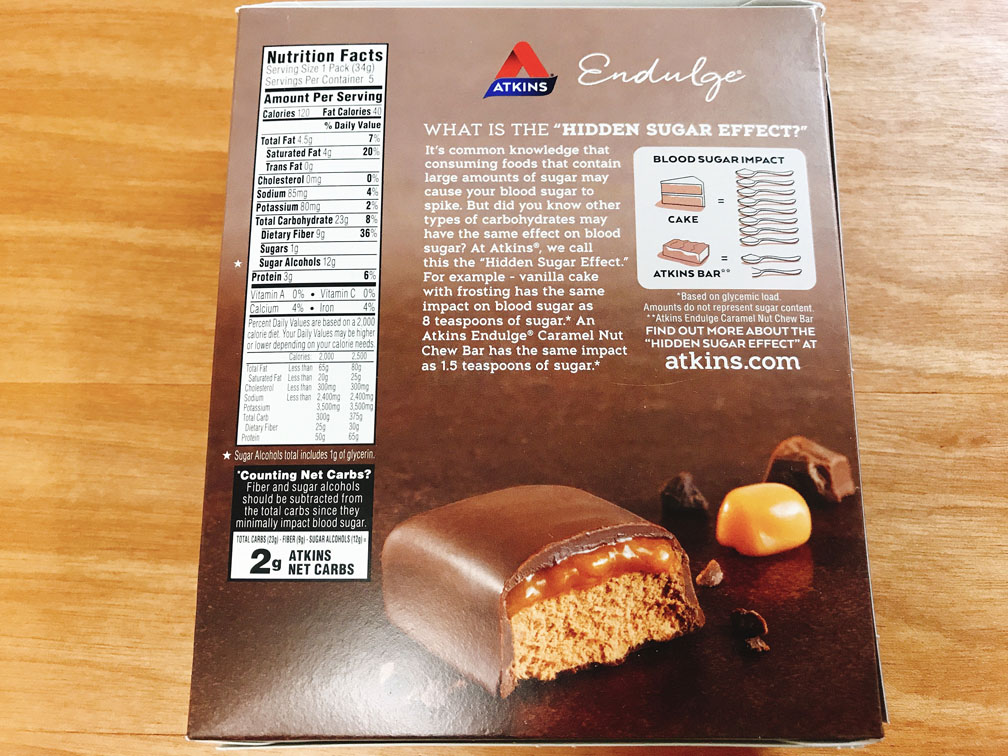 Nutrition Facts
Serving Size 1 Pack (34g)
Servings Per Container 5
Amount Per Serving
Calories 120 Fat Calories 40
% Daily Value
Total Fat 4.5g 7%
Saturated Fat 4g 20%
Trans Fat 0g
Cholesterol 0mg 0%
Sodium 85mg 4%
Potassium 80mg 2%
Total Carbohydrate 23g 8%
Dietary Fiber 9g 36%
Sugars 1g
★ Sugar Alcohols 12g
Protein 3g 6%
Vitamin A 0% • Vitamin C 0%
Calcium 4% • Iron 4%
Percent Daily Values are based on a 2,000
calorie diet. Your Daily Values may be higher
or lower depending on your calorie needs.
Calories: 2,000 2,500
Total Fat Less than 65g 80g
Saturated Fat Less than 20g 25g
Cholesterol Less than 300mg 300mg
Sodium Less than 2,400mg 2,400mg
Potassium 3,500mg 3,500mg
Total Carb 300g 375g
Dietary Fiber 25g 30g
Protein 50g 65g
★ Sugar Alcohols total includes 1g of glycerin.
*Counting Net Carbs?
Fiber and sugar alcohols
should be subtracted from
the total carbs since they
minimally impact blood sugar.
TOTAL CARBS (23g) - FIBER (9g) - SUGAR ALCOHOLS (12g) =
2g ATKINS
NET CARBS
ATKINS® Endulge®
WHAT IS THE “HIDDEN SUGAR EFFECT?”
It's common knowledge that
consuming foods that contain
large amounts of sugar may
cause your blood sugar to
spike. But did you know other
types of carbohydrates may
have the same effect on blood
sugar? At Atkins®, we call
this the “Hidden Sugar Effect.”
For example - vanilla cake
with frosting has the same
impact on blood sugar as
8 teaspoons of sugar.* An
Atkins Endulge® Caramel Nut
Chew Bar has the same impact
as 1.5 teaspoons of sugar.*
BLOOD SUGAR IMPACT
=
CAKE
=
ATKINS BAR**
*Based on glycemic load.
Amounts do not represent sugar content.
**Atkins Endulge Caramel Nut Chew Bar
FIND OUT MORE ABOUT THE
“HIDDEN SUGAR EFFECT” AT
atkins.com